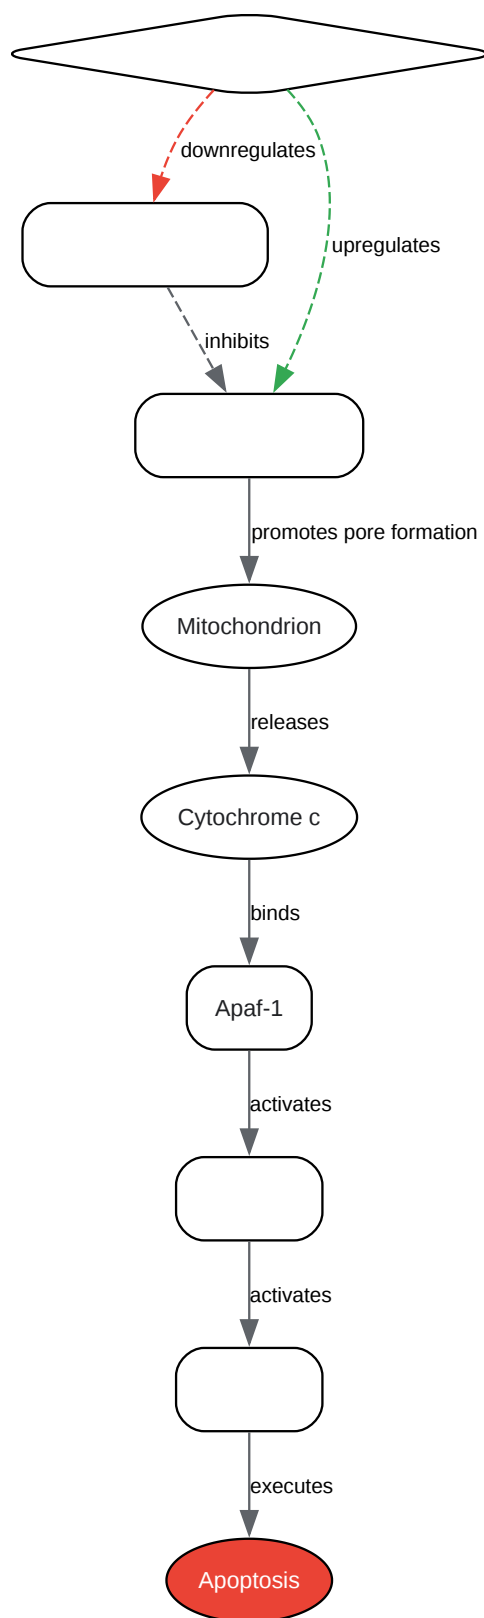 downregulates
upregulates
inhibits
promotes pore formation
Mitochondrion
releases
Cytochrome c
binds
Apaf-1
activates
activates
executes
Apoptosis